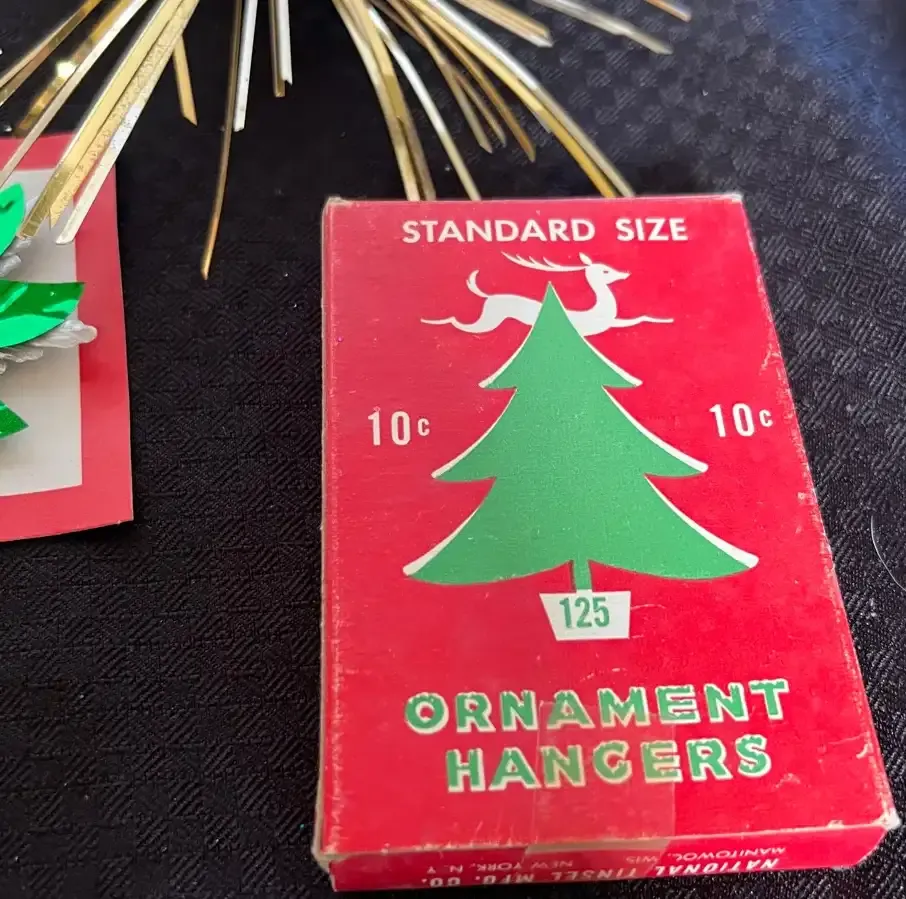 STANDARD SIZE
10c 10c
125
ORNAMENT
HANGERS
NATIONAL TINSEL MFG. CO.
MANITOWOC, WIS. NEW YORK, N.Y.